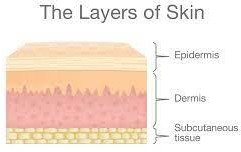 The Layers of Skin
Epidermis
Dermis
Subcutaneous
tissue